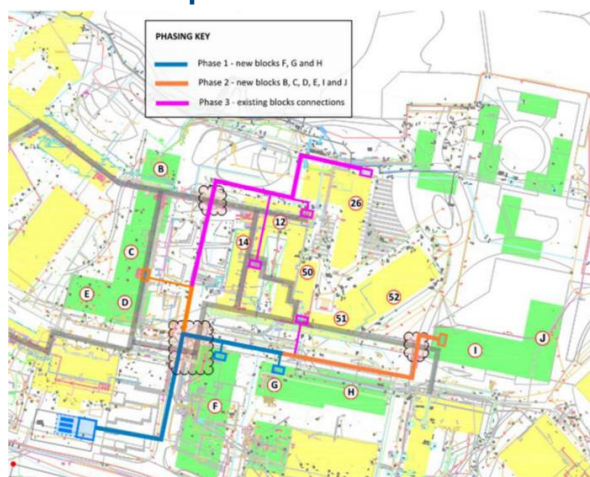 PHASING KEY
Phase 1 - new blocks F, G and H
Phase 2 - new blocks B, C, D, E, I and J
Phase 3 - existing blocks connections
B
26
12
14
C
50
52
E
D
51
J
I
G
H
F